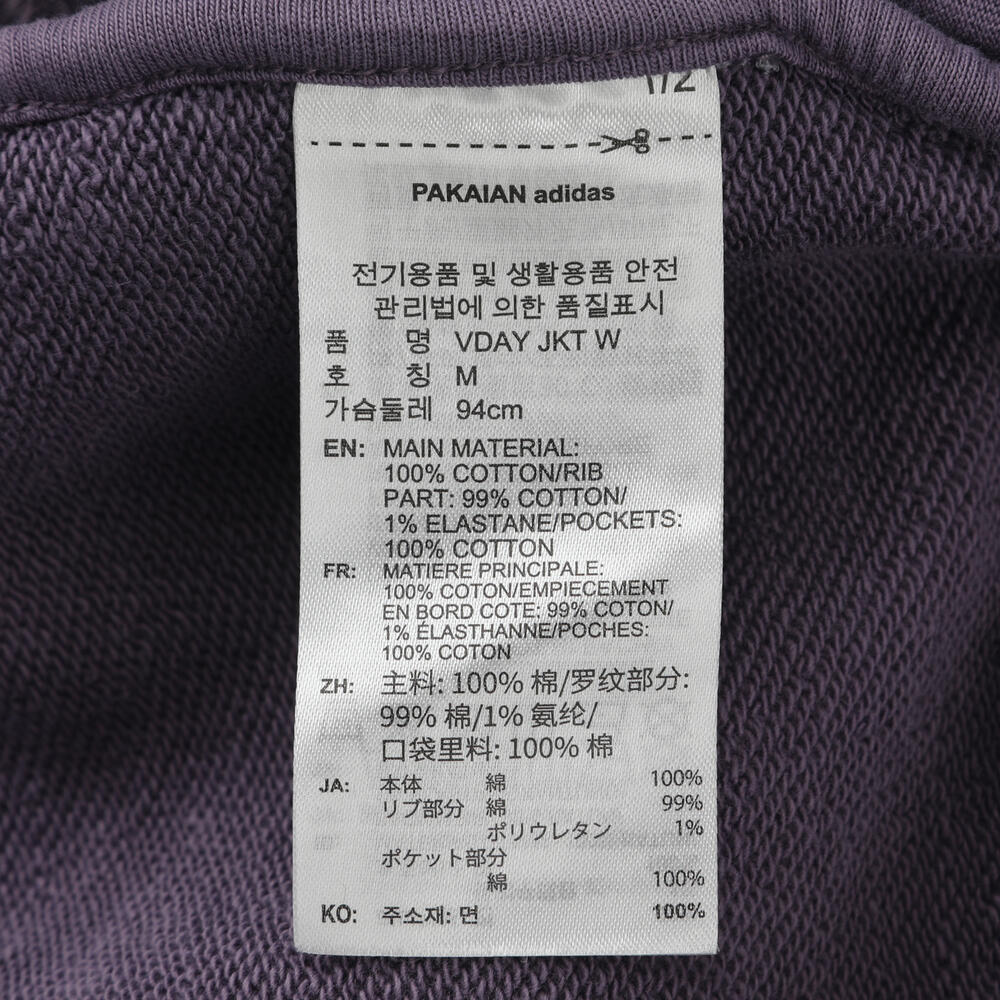 1/2
PAKAIAN adidas
전기용품 및 생활용품 안전
관리법에 의한 품질표시
품 명 VDAY JKT W
호 칭 M
가슴둘레 94cm
EN: MAIN MATERIAL:
100% COTTON/RIB
PART: 99% COTTON/
1% ELASTANE/POCKETS:
100% COTTON
FR: MATIERE PRINCIPALE:
100% COTON/EMPIECEMENT
EN BORD COTE: 99% COTON/
1% ÉLASTHANNE/POCHES:
100% COTON
ZH: 主料: 100% 棉/罗纹部分:
99% 棉/1% 氨纶/
口袋里料: 100% 棉
JA: 本体 綿 100%
リブ部分 綿 99%
ポリウレタン 1%
ポケット部分
綿 100%
KO: 주소재: 면 100%